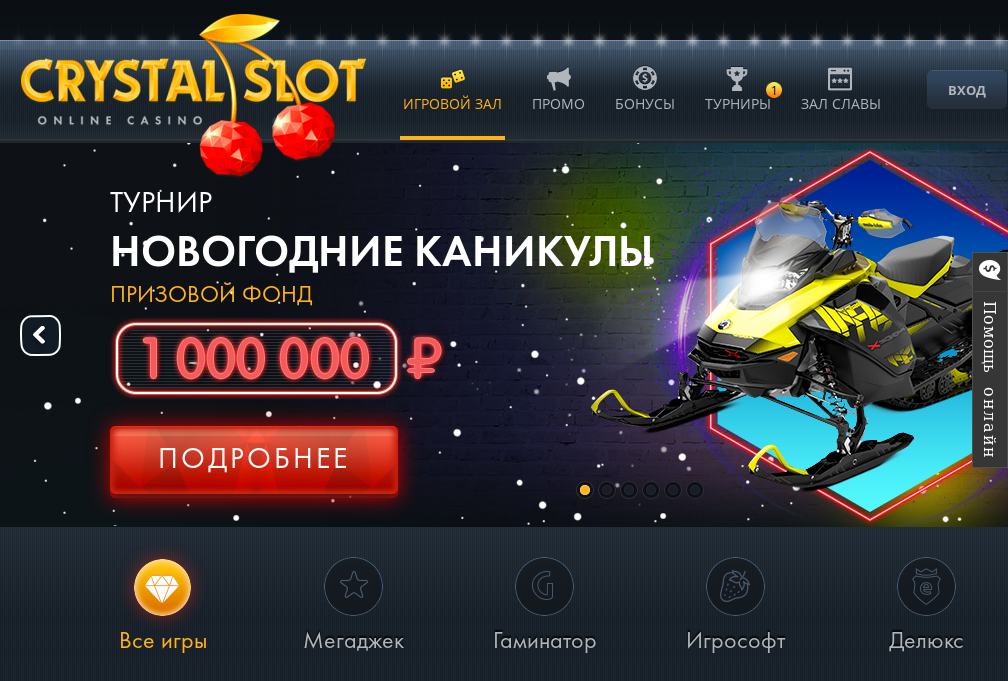 CRYSTAL SLOT
ONLINE CASINO
ИГРОВОЙ ЗАЛ
ПРОМО
БОНУСЫ
ТУРНИРЫ
1
ЗАЛ СЛАВЫ
ВХОД
ТУРНИР
НОВОГОДНИЕ КАНИКУЛЫ
ПРИЗОВОЙ ФОНД
1 000 000 ₽
ПОДРОБНЕЕ
Помощь онлайн
Все игры
Мегаджек
Гаминатор
Игрософт
Делюкс